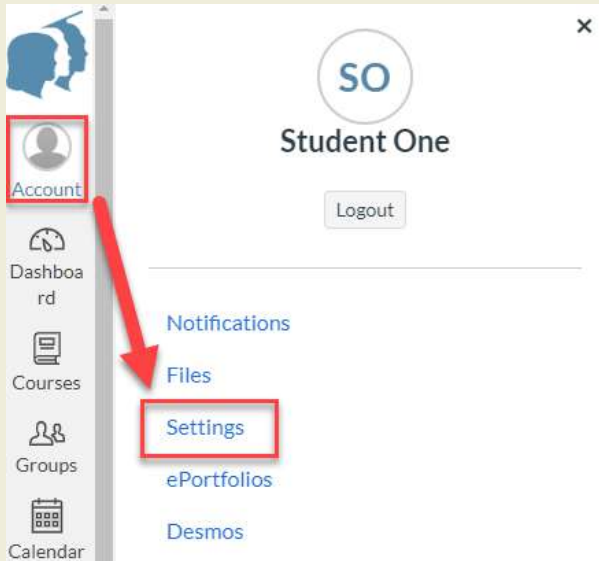 Account
Dashboa
rd
Courses
Groups
Calendar
×
SO
Student One
Logout
Notifications
Files
Settings
ePortfolios
Desmos